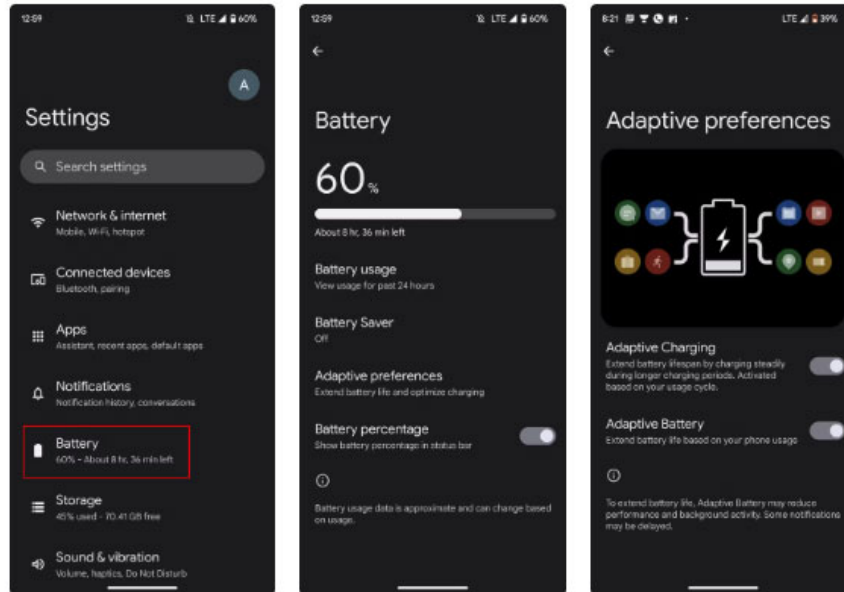 12:59
LTE 60%
A
Settings
Search settings
Network & internet
Mobile, Wi-Fi, hotspot
Connected devices
Bluetooth, pairing
Apps
Assistant, recent apps, default apps
Notifications
Notification history, conversations
Battery
60% - About 8 hr, 36 min left
Storage
45% used - 70.41 GB free
Sound & vibration
Volume, haptics, Do Not Disturb
12:59
LTE 60%
Battery
60%
About 8 hr, 36 min left
Battery usage
View usage for past 24 hours
Battery Saver
Off
Adaptive preferences
Extend battery life and optimize charging
Battery percentage
Show battery percentage in status bar
Battery usage data is approximate and can change based
on usage.
8:21
LTE 39%
Adaptive preferences
Adaptive Charging
Extend battery lifespan by charging steadily
during longer charging periods. Activated
based on your usage cycle.
Adaptive Battery
Extend battery life based on your phone usage
To extend battery life, Adaptive Battery may reduce
performance and background activity. Some notifications
may be delayed.